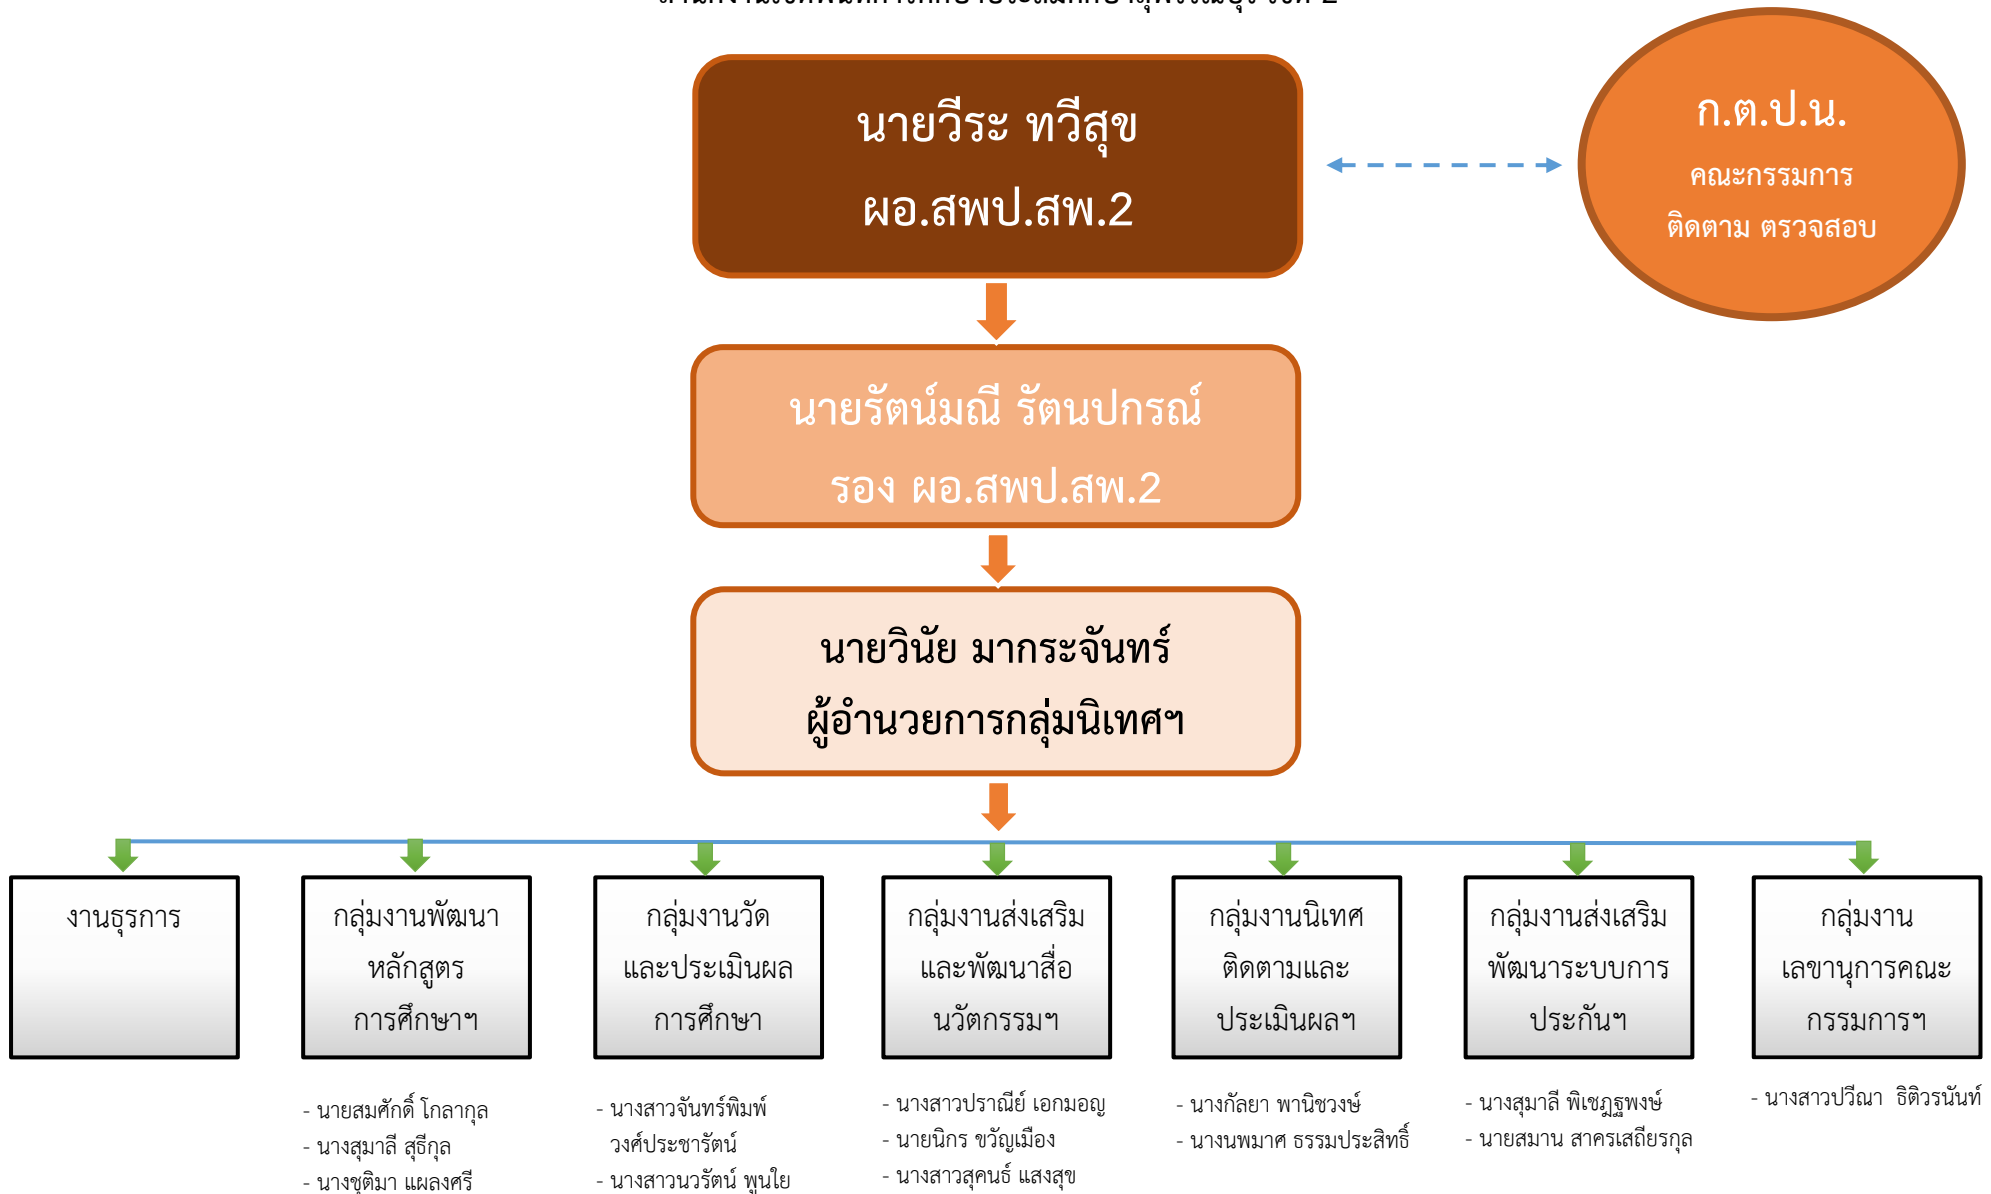 นายวีระ ทวีสุข
ผอ.สพป.สพ.2
ก.ต.ป.น.
คณะกรรมการ
ติดตาม ตรวจสอบ
นายรัตน์มณี รัตนปกรณ์
รอง ผอ.สพป.สพ.2
นายวินัย มากระจันทร์
ผู้อำนวยการกลุ่มนิเทศฯ
งานธุรการ
กลุ่มงานพัฒนา
หลักสูตร
การศึกษาฯ
- นายสมศักดิ์ โกลากุล
- นางสุมาลี สุธีกุล
- นางชุติมา แผลงศรี
กลุ่มงานวัด
และประเมินผล
การศึกษา
- นางสาวจันทร์พิมพ์
วงศ์ประชารัตน์
- นางสาวนวรัตน์ พูนใย
กลุ่มงานส่งเสริม
และพัฒนาสื่อ
นวัตกรรมฯ
- นางสาวปราณีย์ เอกมอญ
- นายนิกร ขวัญเมือง
- นางสาวสุคนธ์ แสงสุข
กลุ่มงานนิเทศ
ติดตามและ
ประเมินผลฯ
- นางกัลยา พานิชวงษ์
- นางนพมาศ ธรรมประสิทธิ์
กลุ่มงานส่งเสริม
พัฒนาระบบการ
ประกันฯ
- นางสุมาลี พิเชฎฐพงษ์
- นายสมาน สาครเสถียรกุล
กลุ่มงาน
เลขานุการคณะ
กรรมการฯ
- นางสาวปวีณา ธิติวรนันท์